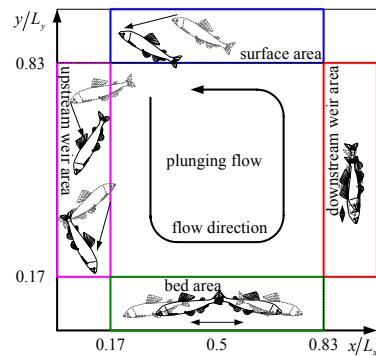 y/Ly
surface area
0.83
upstream weir area
downstream weir area
plunging flow
flow direction
0.17
bed area
0.17 0.5 0.83 x/Lx